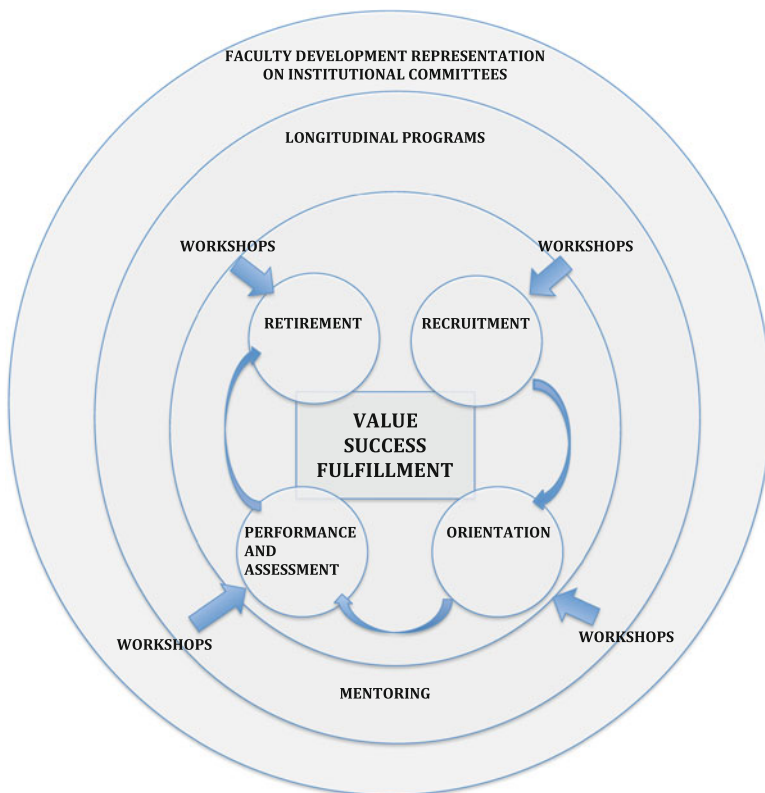 FACULTY DEVELOPMENT REPRESENTATION
ON INSTITUTIONAL COMMITTEES
LONGITUDINAL PROGRAMS
WORKSHOPS
WORKSHOPS
RETIREMENT
RECRUITMENT
VALUE
SUCCESS
FULFILLMENT
PERFORMANCE
AND
ASSESSMENT
ORIENTATION
WORKSHOPS
WORKSHOPS
MENTORING